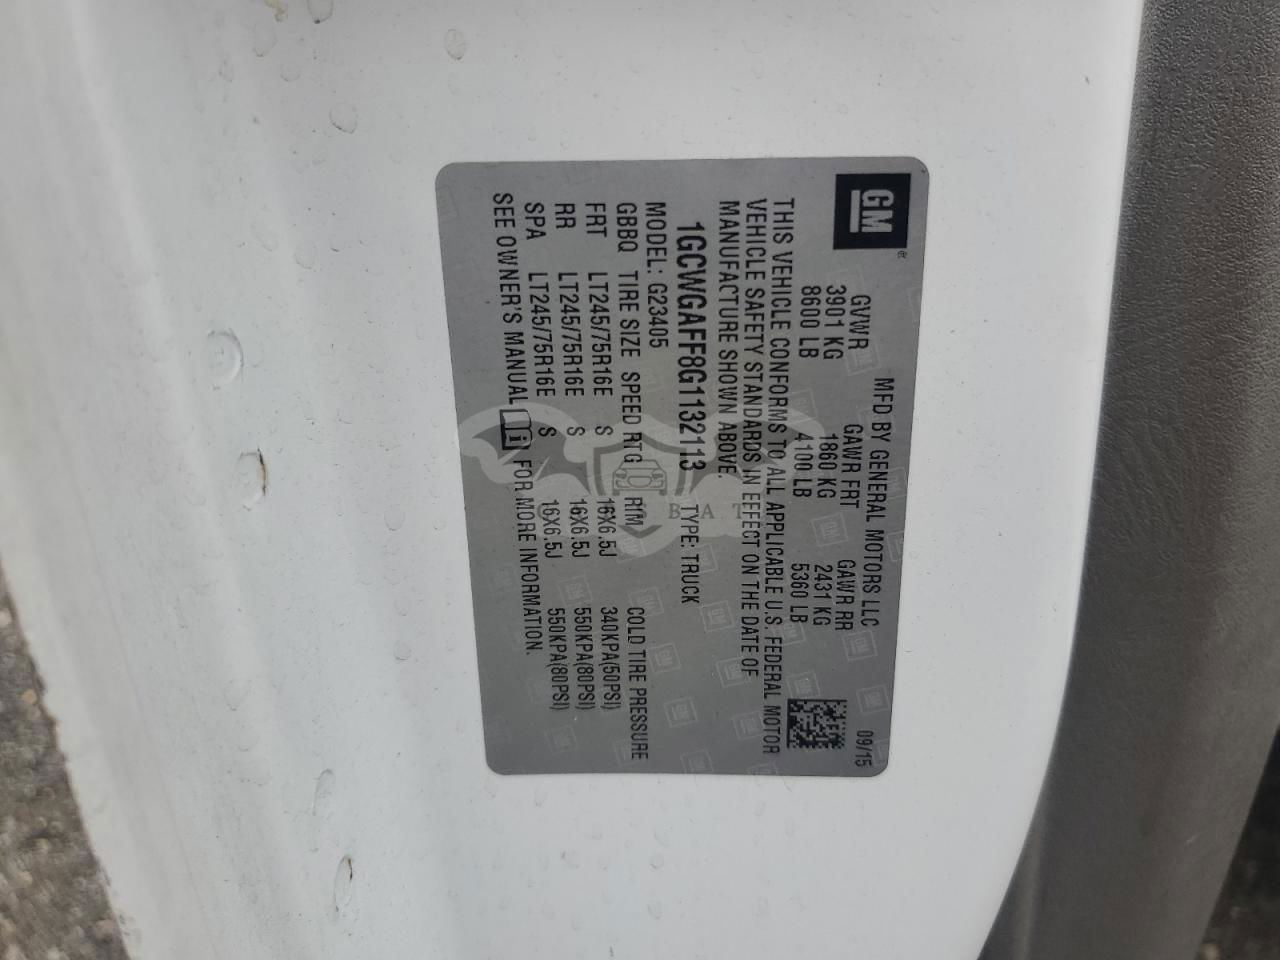 GM
MFD BY GENERAL MOTORS LLC 09/15
GVWR GAWR FRT GAWR RR
3901 KG 1860 KG 2431 KG
8600 LB 4100 LB 5360 LB
THIS VEHICLE CONFORMS TO ALL APPLICABLE U.S. FEDERAL MOTOR
VEHICLE SAFETY STANDARDS IN EFFECT ON THE DATE OF
MANUFACTURE SHOWN ABOVE.
1GCWGAFF8G1132113 TYPE: TRUCK
MODEL: G23405
GBBQ TIRE SIZE SPEED RTG RIM COLD TIRE PRESSURE
FRT LT245/75R16E S 16X6.5J 340KPA(50PSI)
RR LT245/75R16E S 16X6.5J 550KPA(80PSI)
SPA LT245/75R16E S 16X6.5J 550KPA(80PSI)
SEE OWNER'S MANUAL i FOR MORE INFORMATION.